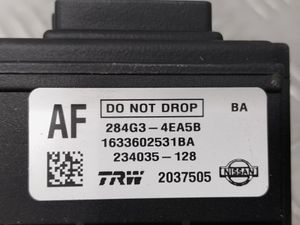 AF
DO NOT DROP
BA
284G3-4EA5B
1633602531BA
234035-128
TRW
2037505
NISSAN